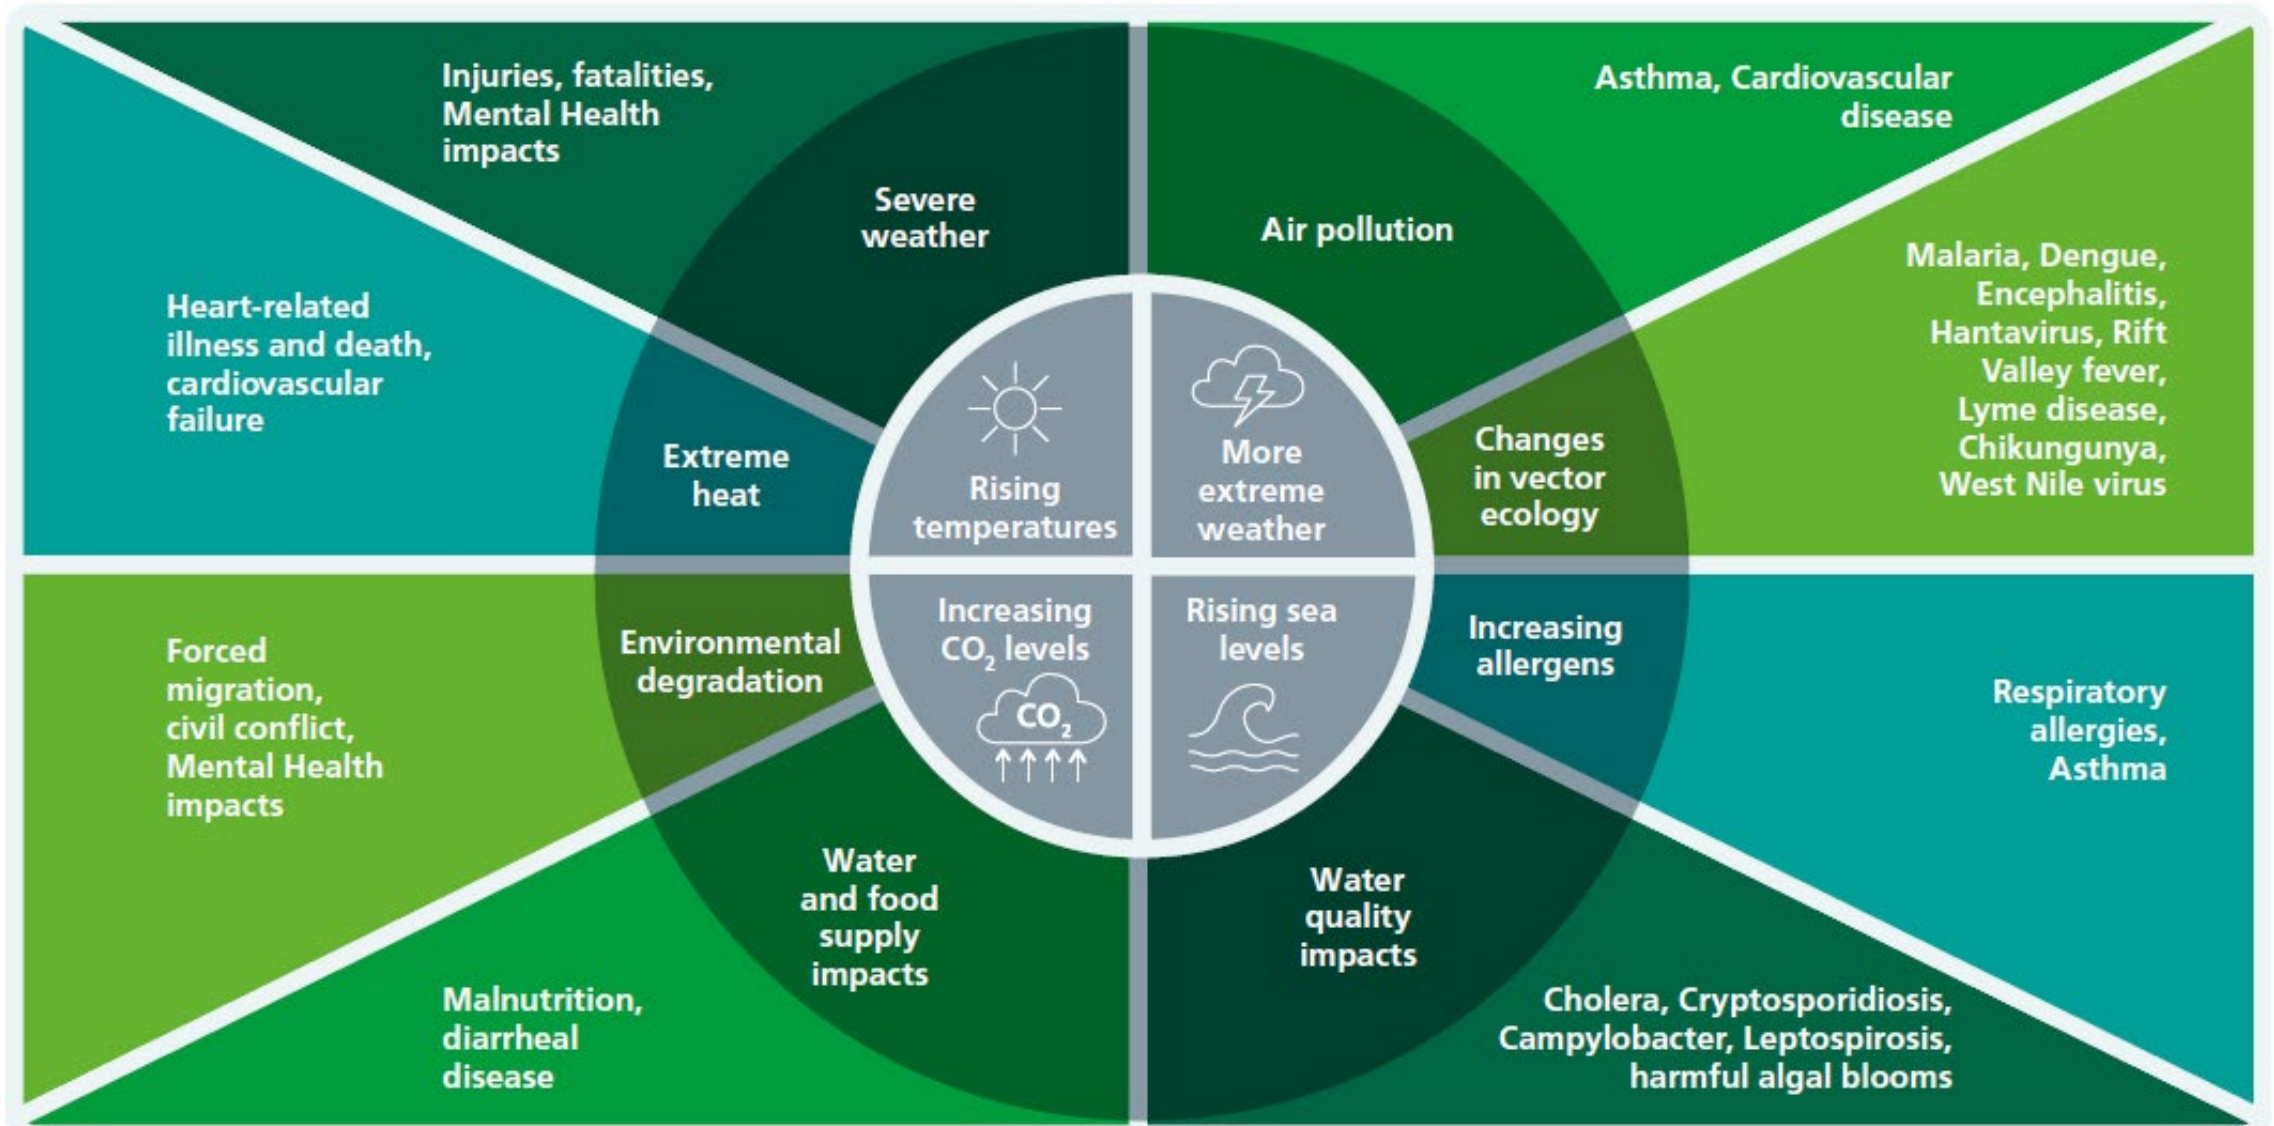 Injuries, fatalities,
Mental Health
impacts
Severe
weather
Air pollution
Asthma, Cardiovascular
disease
Heart-related
illness and death,
cardiovascular
failure
Extreme
heat
Rising
temperatures
More
extreme
weather
Changes
in vector
ecology
Malaria, Dengue,
Encephalitis,
Hantavirus, Rift
Valley fever,
Lyme disease,
Chikungunya,
West Nile virus
Forced
migration,
civil conflict,
Mental Health
impacts
Environmental
degradation
Increasing
CO₂ levels
CO₂
Rising sea
levels
Increasing
allergens
Respiratory
allergies,
Asthma
Malnutrition,
diarrheal
disease
Water
and food
supply
impacts
Water
quality
impacts
Cholera, Cryptosporidiosis,
Campylobacter, Leptospirosis,
harmful algal blooms